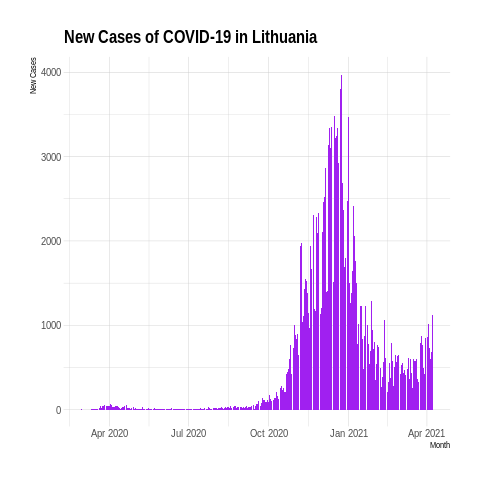 New Cases of COVID-19 in Lithuania
New Cases
4000
3000
2000
1000
0
Apr 2020 Jul 2020 Oct 2020 Jan 2021 Apr 2021
Month